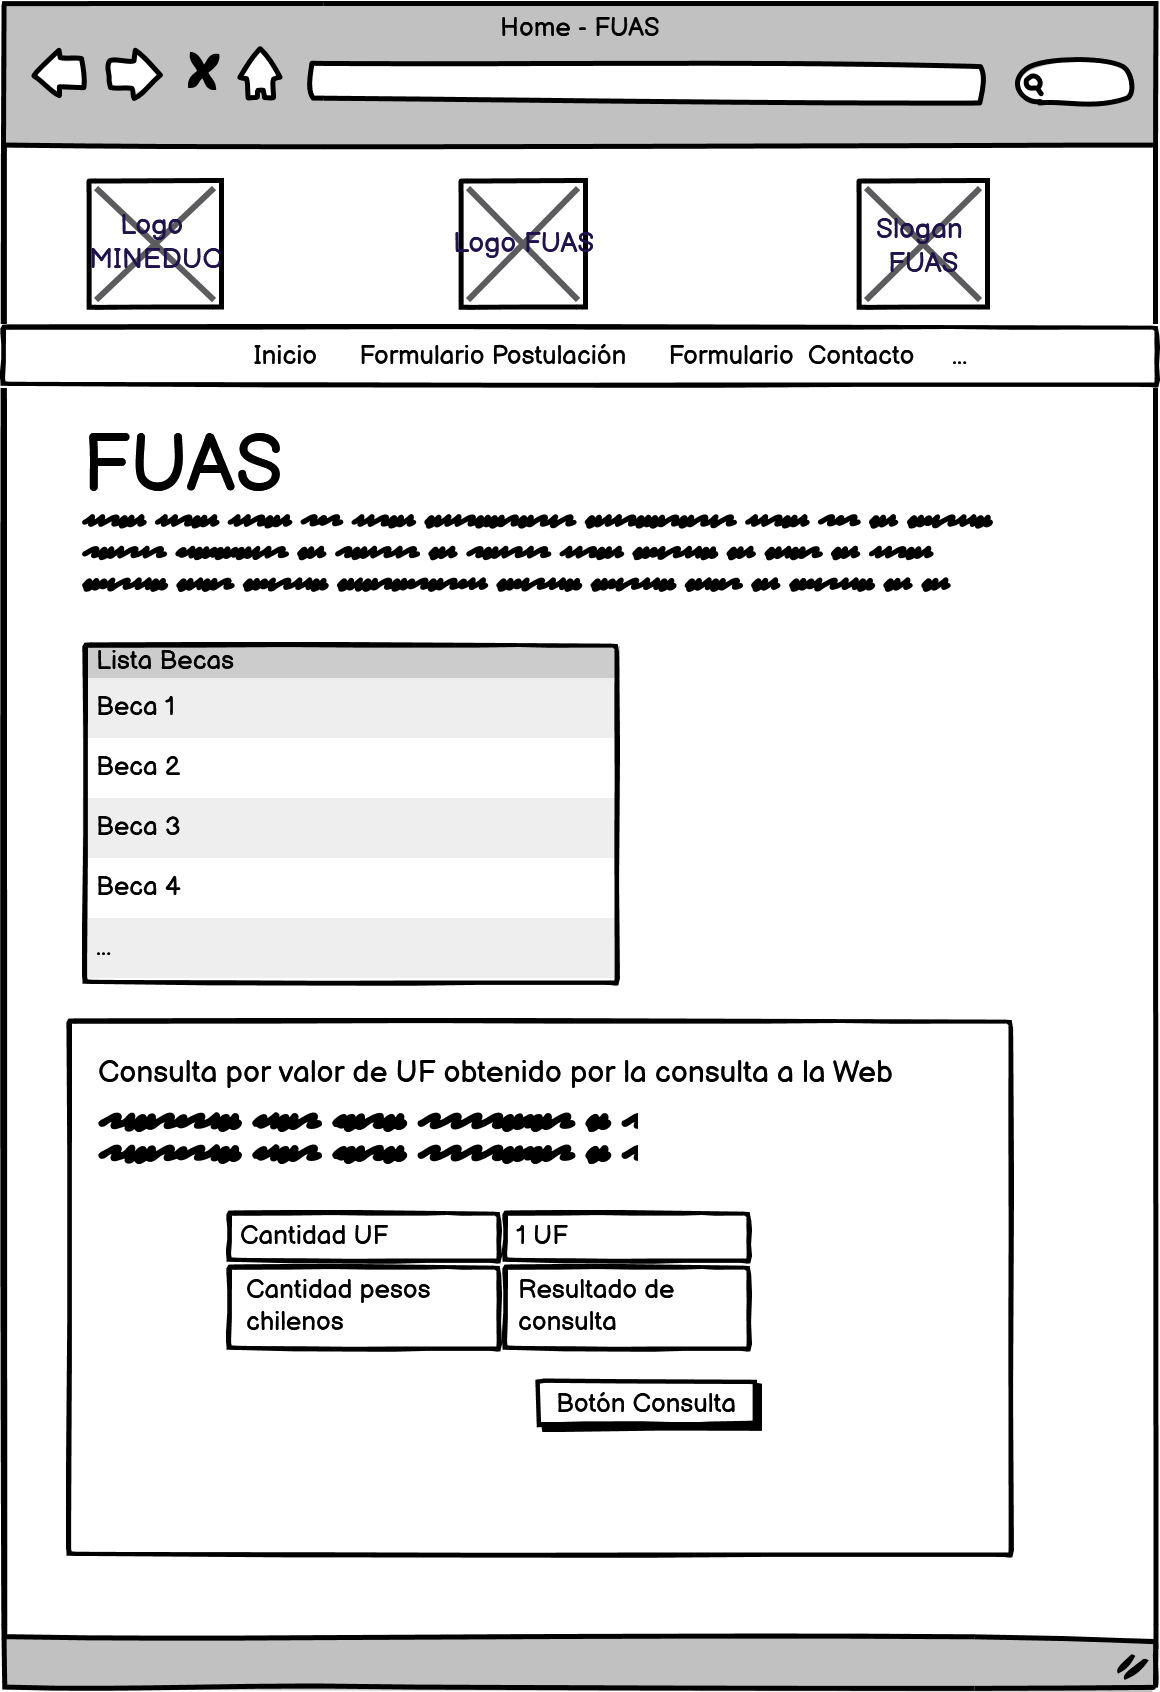 Home - FUAS
Logo
MINEDUC
Logo FUAS
Slogan
FUAS
Inicio Formulario Postulación Formulario Contacto ...
FUAS
Lista Becas
Beca 1
Beca 2
Beca 3
Beca 4
...
Consulta por valor de UF obtenido por la consulta a la Web
Cantidad UF
1 UF
Cantidad pesos
chilenos
Resultado de
consulta
Botón Consulta